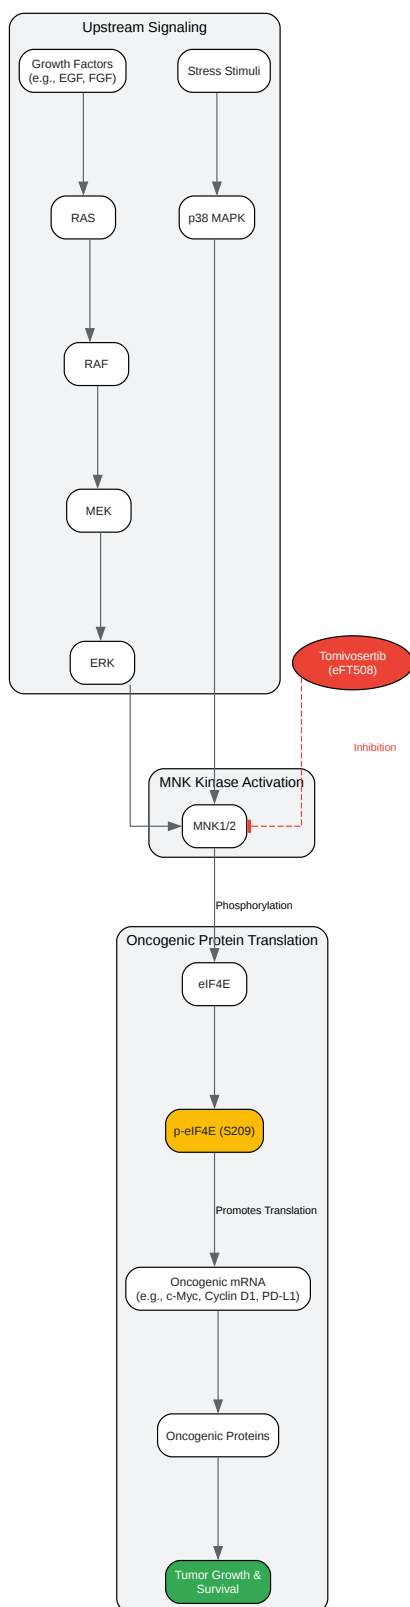 Upstream Signaling
Growth Factors
(e.g., EGF, FGF)
Stress Stimuli
RAS
p38 MAPK
RAF
MEK
ERK
Tomivosertib
(eFT508)
Inhibition
MNK Kinase Activation
MNK1/2
Phosphorylation
Oncogenic Protein Translation
eIF4E
p-eIF4E (S209)
Promotes Translation
Oncogenic mRNA
(e.g., c-Myc, Cyclin D1, PD-L1)
Oncogenic Proteins
Tumor Growth &
Survival